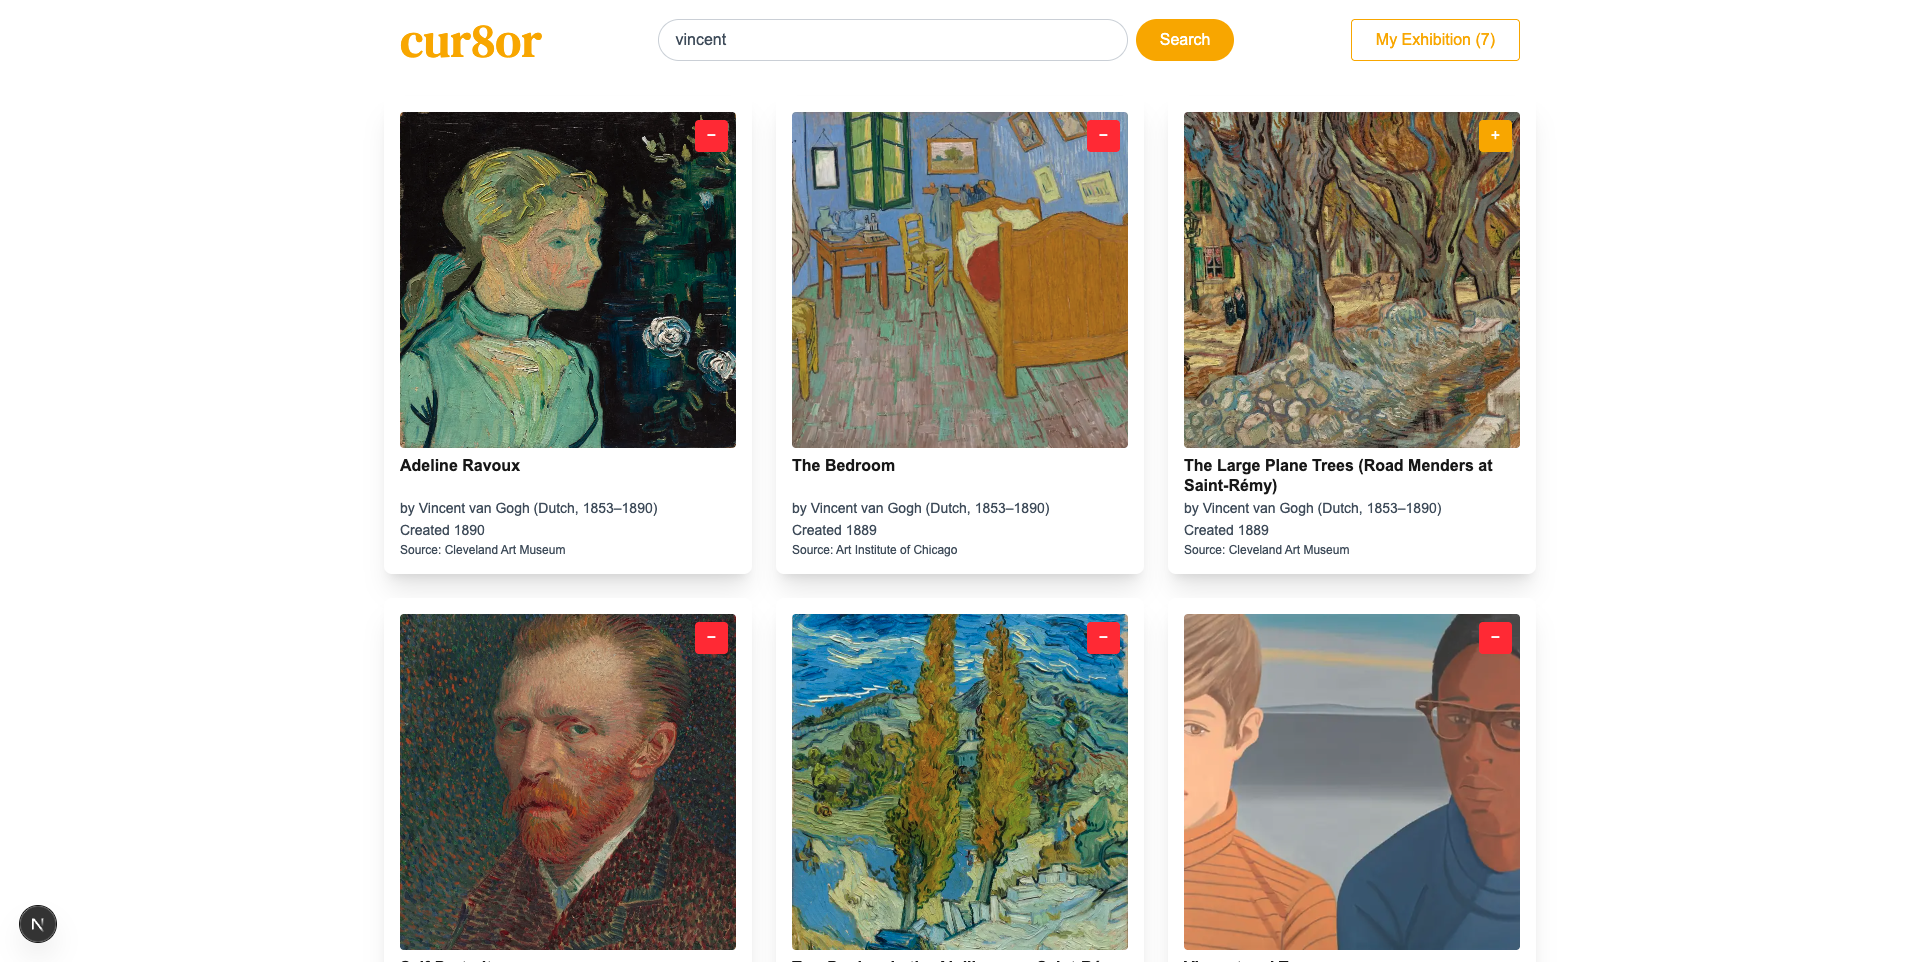 cur8or
vincent
Search
My Exhibition (7)
−
−
+
Adeline Ravoux
by Vincent van Gogh (Dutch, 1853–1890)
Created 1890
Source: Cleveland Art Museum
The Bedroom
by Vincent van Gogh (Dutch, 1853–1890)
Created 1889
Source: Art Institute of Chicago
The Large Plane Trees (Road Menders at
Saint-Rémy)
by Vincent van Gogh (Dutch, 1853–1890)
Created 1889
Source: Cleveland Art Museum
−
−
−
N